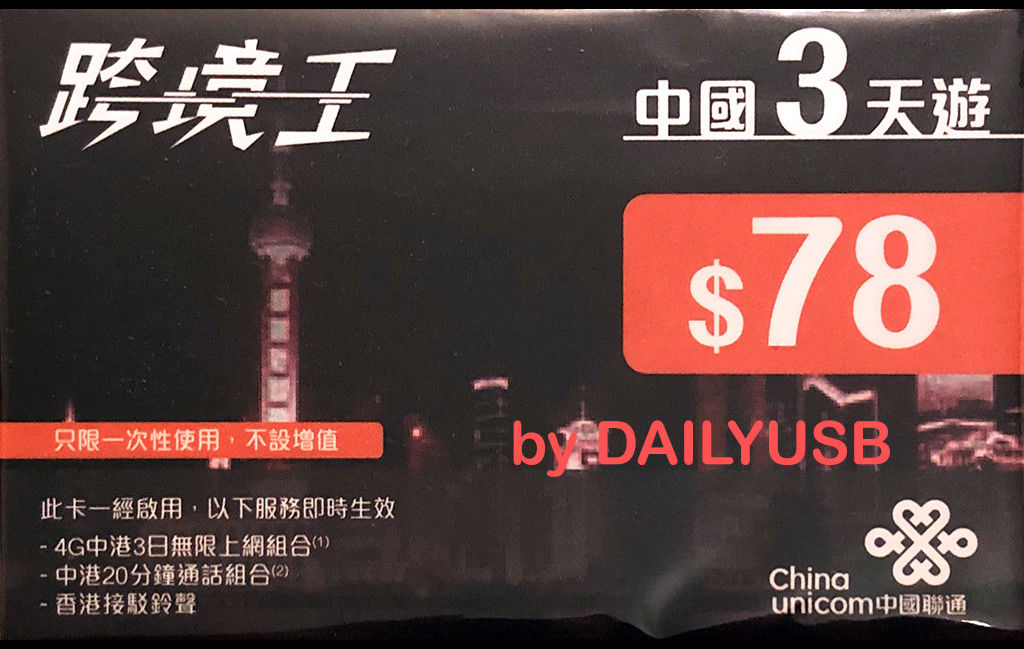 跨境王
中國3天遊
$78
只限一次性使用，不設增值
by DAILYUSB
此卡一經啟用，以下服務即時生效
- 4G中港3日無限上網組合(1)
- 中港20分鐘通話組合(2)
- 香港接駁鈴聲
China
unicom中國聯通